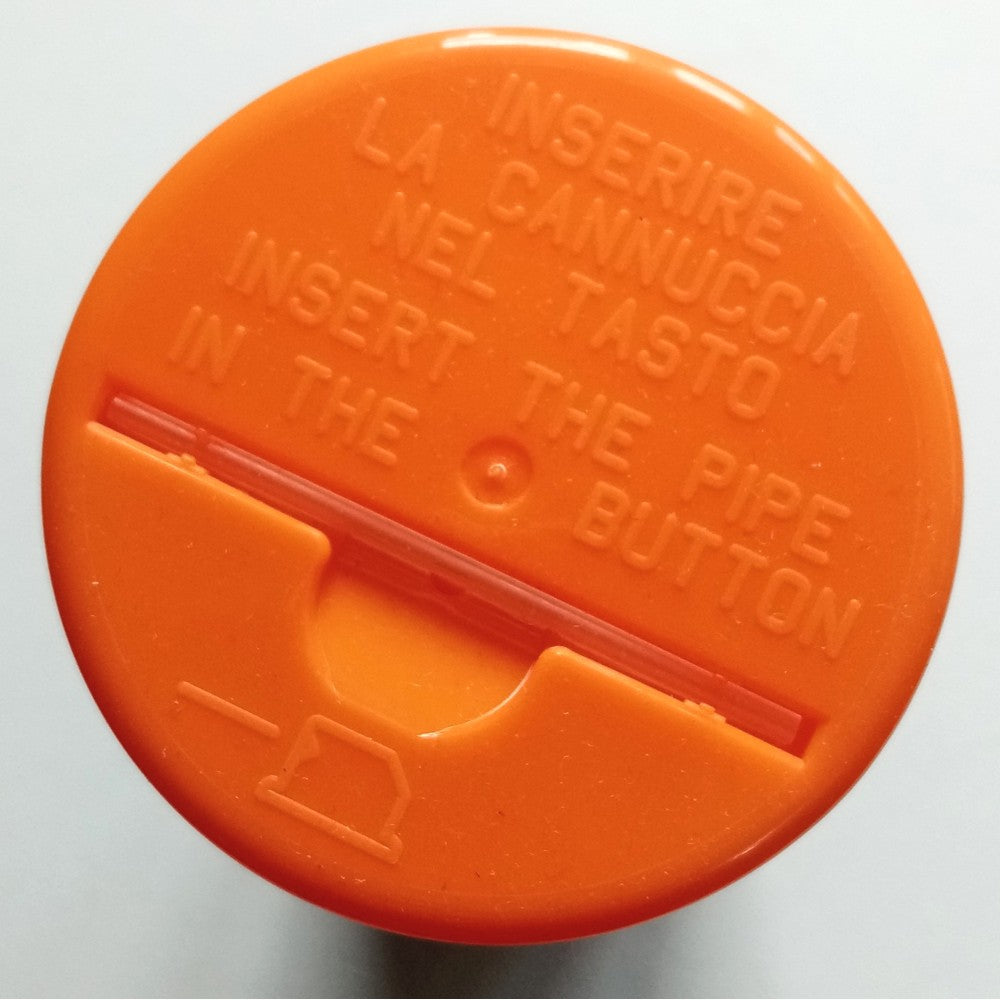 INSERIRE
LA CANNUCCIA
NEL TASTO
INSERT THE PIPE
IN THE BUTTON